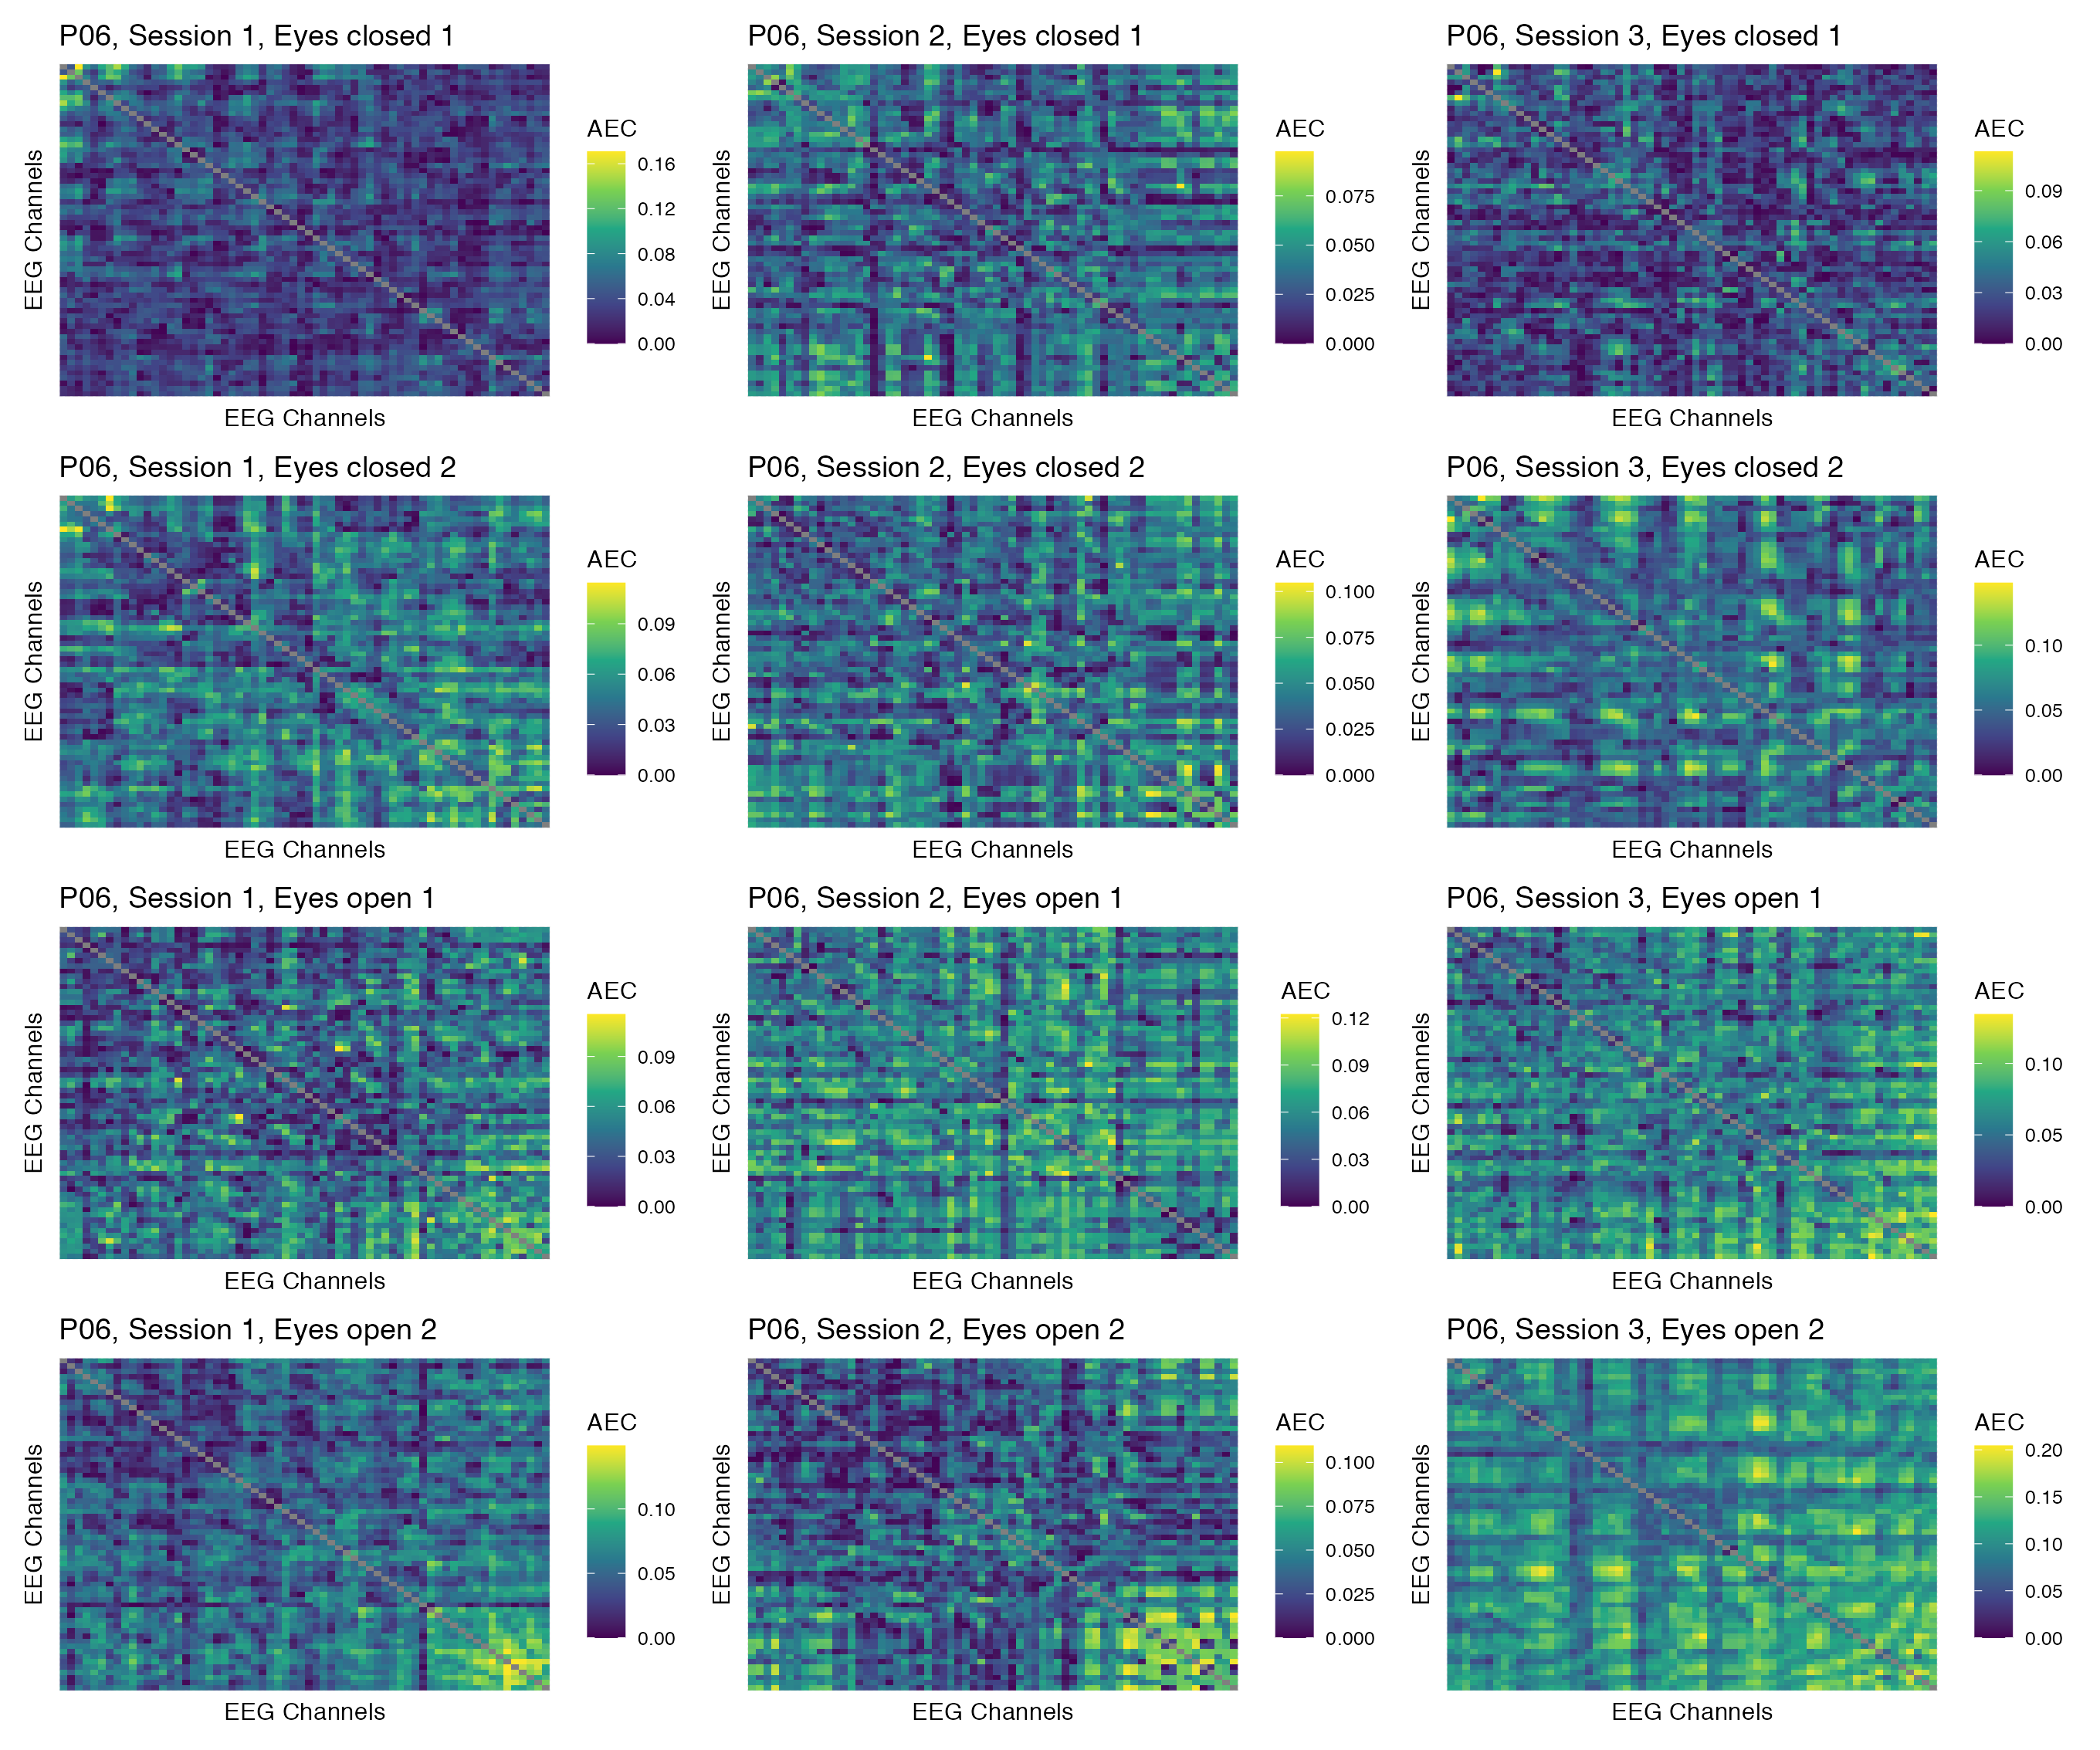 P06, Session 1, Eyes closed 1
EEG Channels
EEG Channels
AEC
0.16
0.12
0.08
0.04
0.00
P06, Session 2, Eyes closed 1
EEG Channels
EEG Channels
AEC
0.075
0.050
0.025
0.000
P06, Session 3, Eyes closed 1
EEG Channels
EEG Channels
AEC
0.09
0.06
0.03
0.00
P06, Session 1, Eyes closed 2
EEG Channels
EEG Channels
AEC
0.09
0.06
0.03
0.00
P06, Session 2, Eyes closed 2
EEG Channels
EEG Channels
AEC
0.100
0.075
0.050
0.025
0.000
P06, Session 3, Eyes closed 2
EEG Channels
EEG Channels
AEC
0.10
0.05
0.00
P06, Session 1, Eyes open 1
EEG Channels
EEG Channels
AEC
0.09
0.06
0.03
0.00
P06, Session 2, Eyes open 1
EEG Channels
EEG Channels
AEC
0.12
0.09
0.06
0.03
0.00
P06, Session 3, Eyes open 1
EEG Channels
EEG Channels
AEC
0.10
0.05
0.00
P06, Session 1, Eyes open 2
EEG Channels
EEG Channels
AEC
0.10
0.05
0.00
P06, Session 2, Eyes open 2
EEG Channels
EEG Channels
AEC
0.100
0.075
0.050
0.025
0.000
P06, Session 3, Eyes open 2
EEG Channels
EEG Channels
AEC
0.20
0.15
0.10
0.05
0.00